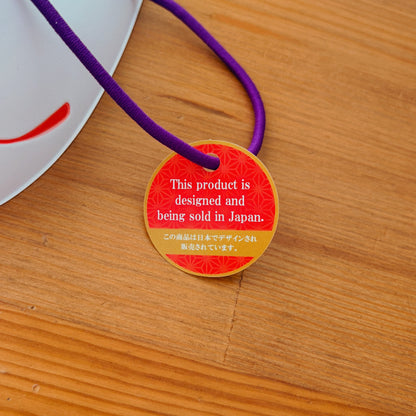 This product is
designed and
being sold in Japan.
この商品は日本でデザインされ
販売されています。